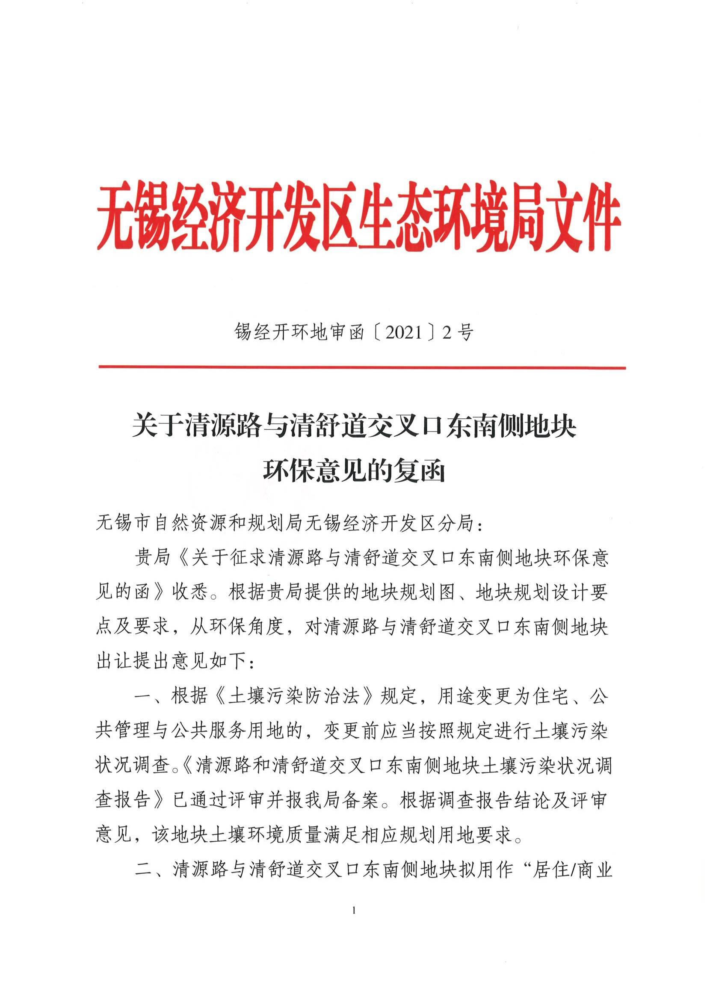 无锡经济开发区生态环境局文件
锡经开环地审函〔2021〕2 号
关于清源路与清舒道交叉口东南侧地块
环保意见的复函
无锡市自然资源和规划局无锡经济开发区分局：
贵局《关于征求清源路与清舒道交叉口东南侧地块环保意
见的函》收悉。根据贵局提供的地块规划图、地块规划设计要
点及要求，从环保角度，对清源路与清舒道交叉口东南侧地块
出让提出意见如下：
一、根据《土壤污染防治法》规定，用途变更为住宅、公
共管理与公共服务用地的，变更前应当按照规定进行土壤污染
状况调查。《清源路和清舒道交叉口东南侧地块土壤污染状况调
查报告》已通过评审并报我局备案。根据调查报告结论及评审
意见，该地块土壤环境质量满足相应规划用地要求。
二、清源路与清舒道交叉口东南侧地块拟用作“居住/商业
1